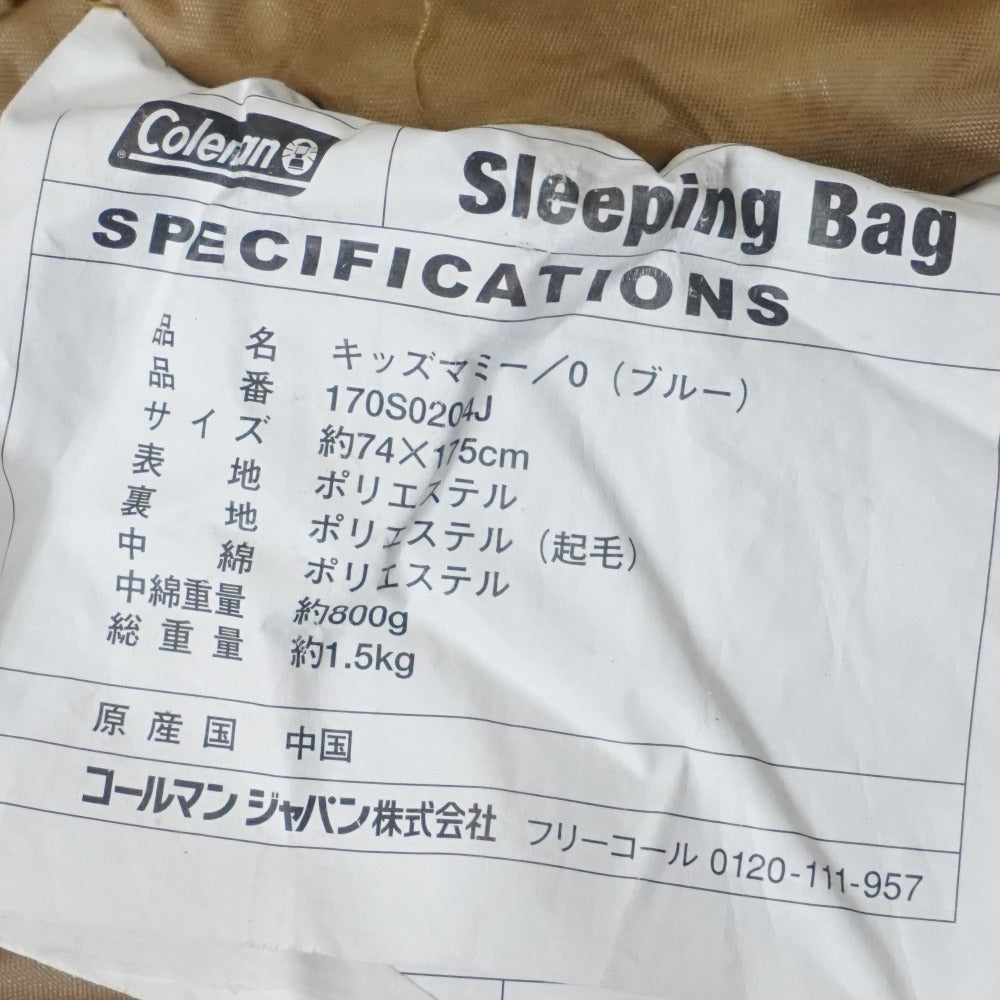 Coleman
Sleeping Bag
SPECIFICATIONS
品名 キッズマミー／0（ブルー）
品番 170S0204J
サイズ 約74×175cm
表地 ポリエステル
裏地 ポリエステル（起毛）
中綿 ポリエステル
中綿重量 約800g
総重量 約1.5kg
原産国 中国
コールマン ジャパン株式会社 フリーコール 0120-111-957